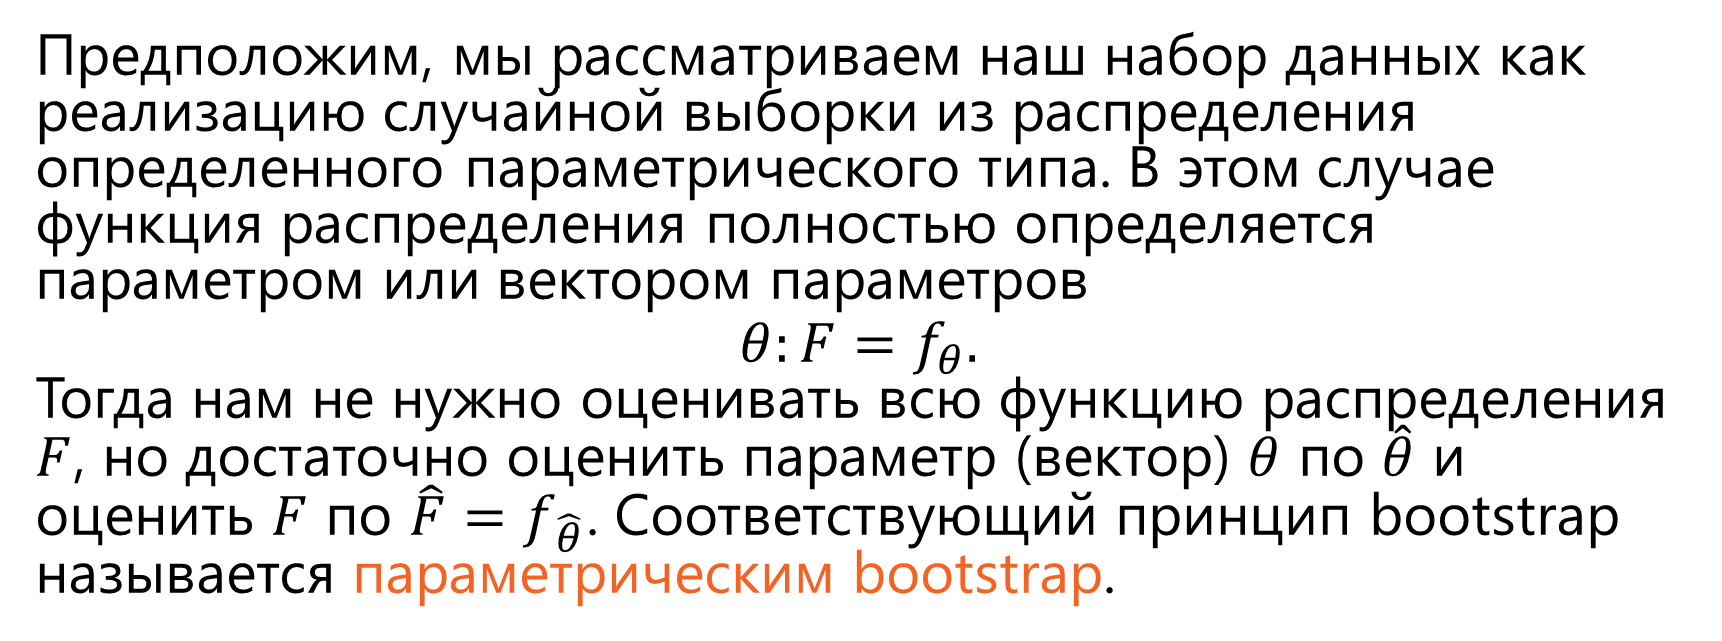 Предположим, мы рассматриваем наш набор данных как
реализацию случайной выборки из распределения
определенного параметрического типа. В этом случае
функция распределения полностью определяется
параметром или вектором параметров
θ: F = f_θ.
Тогда нам не нужно оценивать всю функцию распределения
F, но достаточно оценить параметр (вектор) θ по θ̂ и
оценить F по F̂ = f_θ̂. Соответствующий принцип bootstrap
называется параметрическим bootstrap.